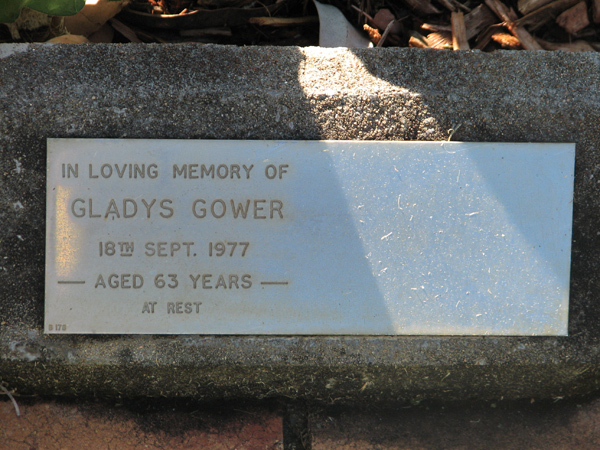 IN LOVING MEMORY OF
GLADYS GOWER
18TH SEPT. 1977
— AGED 63 YEARS —
AT REST